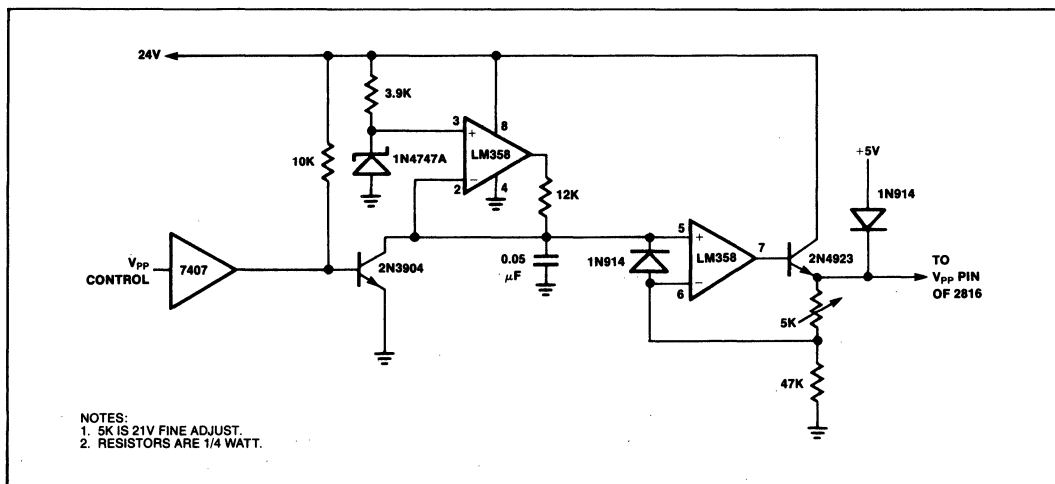 24V
3.9K
3
+
8
LM358
10K
1N4747A
−
2
4
12K
+5V
1N914
V̄PP
CONTROL
7407
2N3904
0.05
μF
1N914
5
+
LM358
7
−
6
2N4923
TO
VPP PIN
OF 2816
5K
47K
NOTES:
1. 5K IS 21V FINE ADJUST.
2. RESISTORS ARE 1/4 WATT.